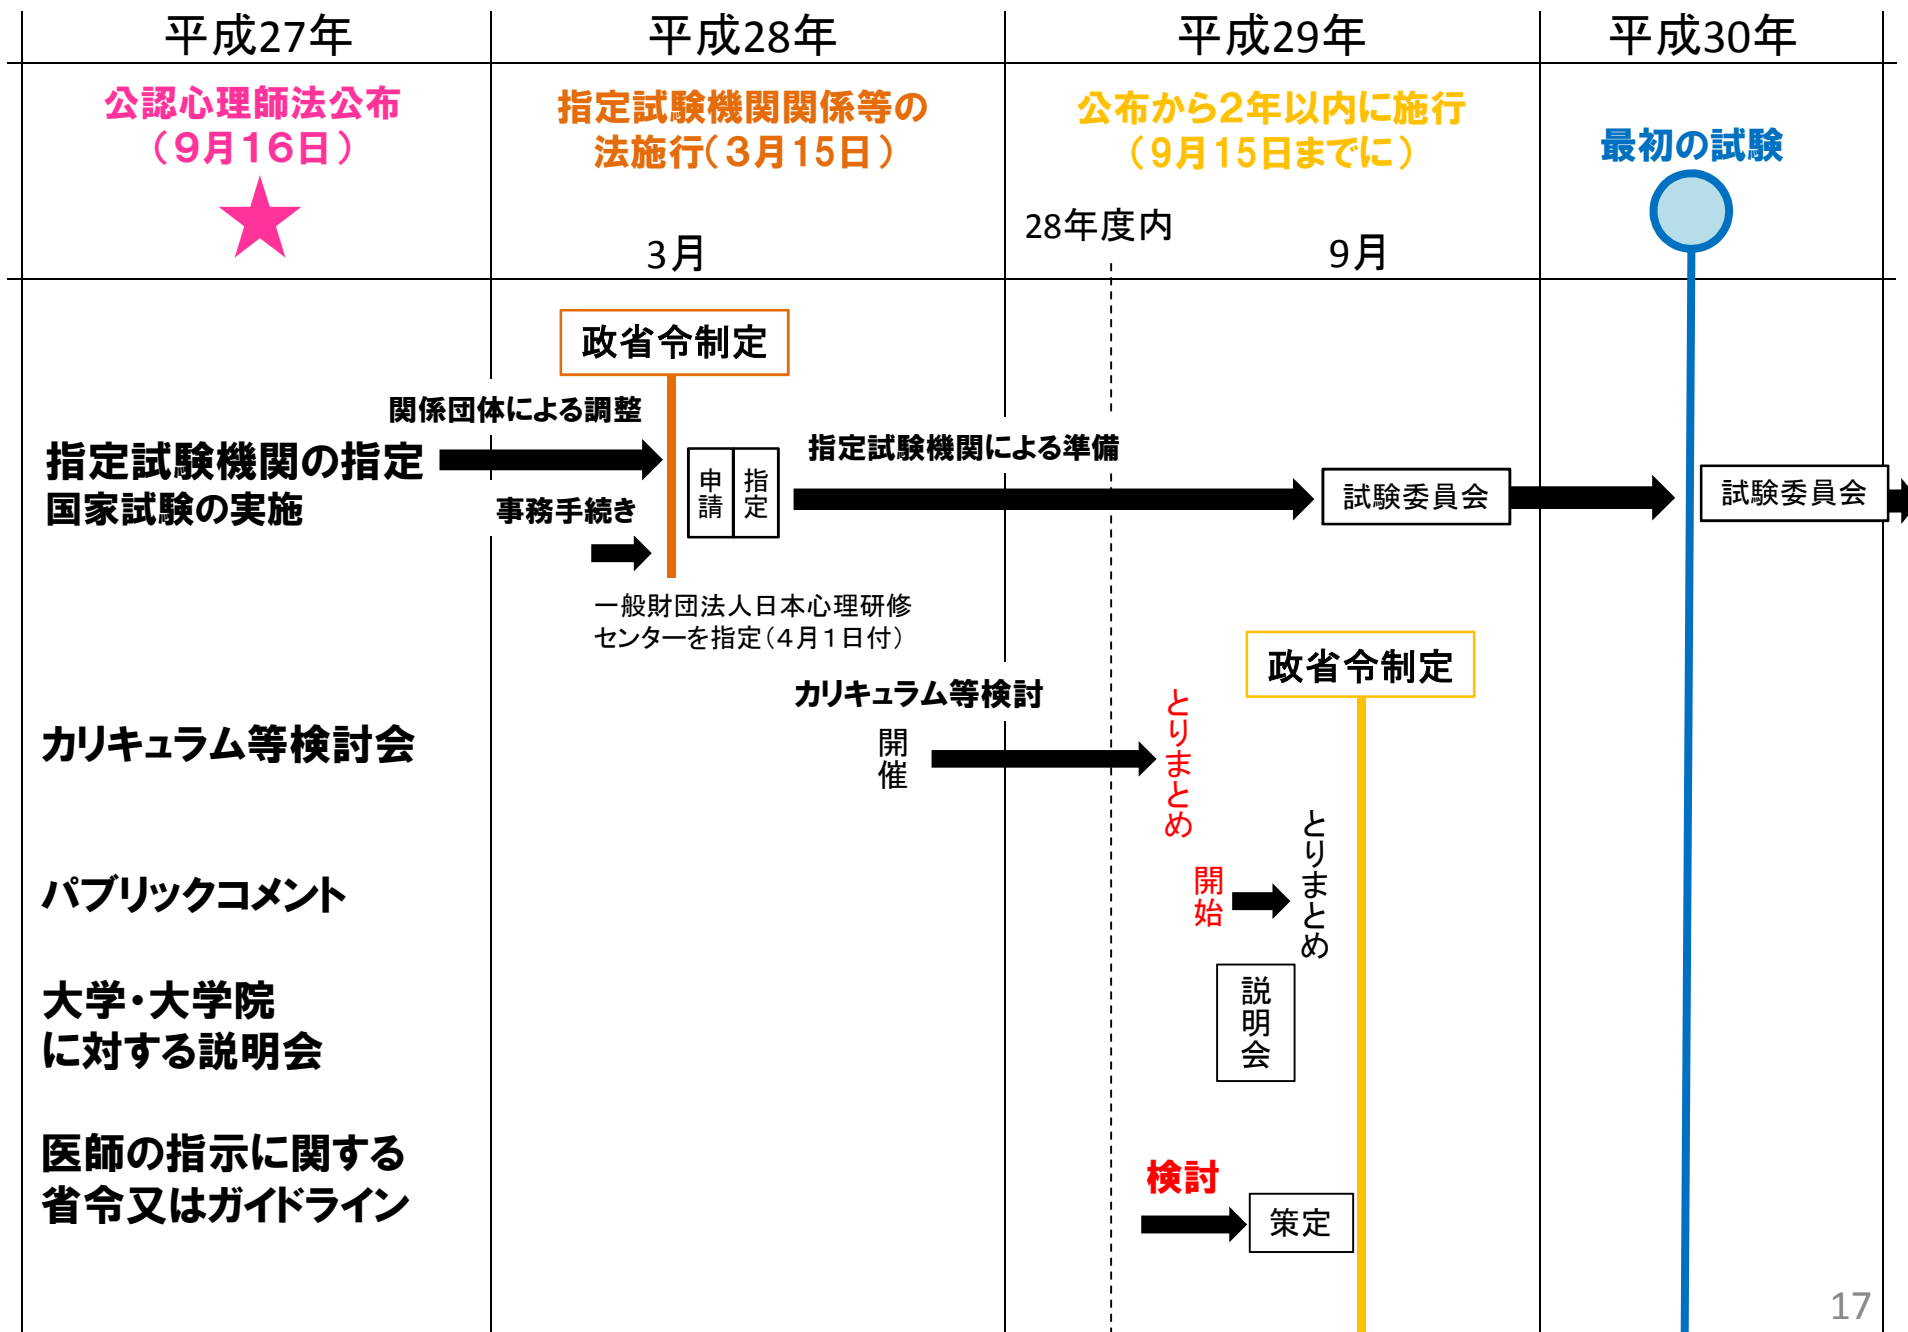 平成27年
平成28年
平成29年
平成30年
公認心理師法公布
（9月16日）
指定試験機関関係等の
法施行（3月15日）
公布から2年以内に施行
（9月15日までに）
最初の試験
3月
28年度内
9月
政省令制定
関係団体による調整
指定試験機関の指定
国家試験の実施
事務手続き
申請
指定
指定試験機関による準備
試験委員会
試験委員会
一般財団法人日本心理研修
センターを指定（4月1日付）
政省令制定
カリキュラム等検討会
カリキュラム等検討
開催
とりまとめ
パブリックコメント
開始
とりまとめ
大学・大学院
に対する説明会
説明会
医師の指示に関する
省令又はガイドライン
検討
策定
17